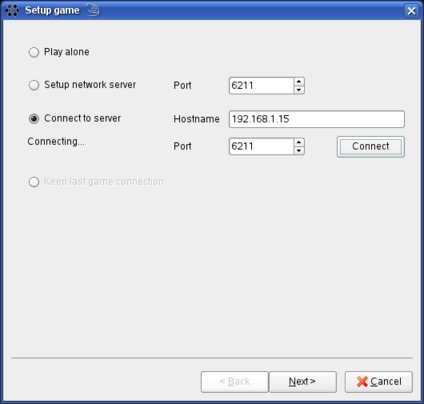 Setup game
Play alone
Setup network server Port 6211
Connect to server Hostname 192.168.1.15
Connecting... Port 6211 Connect
Keep last game connection
< Back Next > Cancel